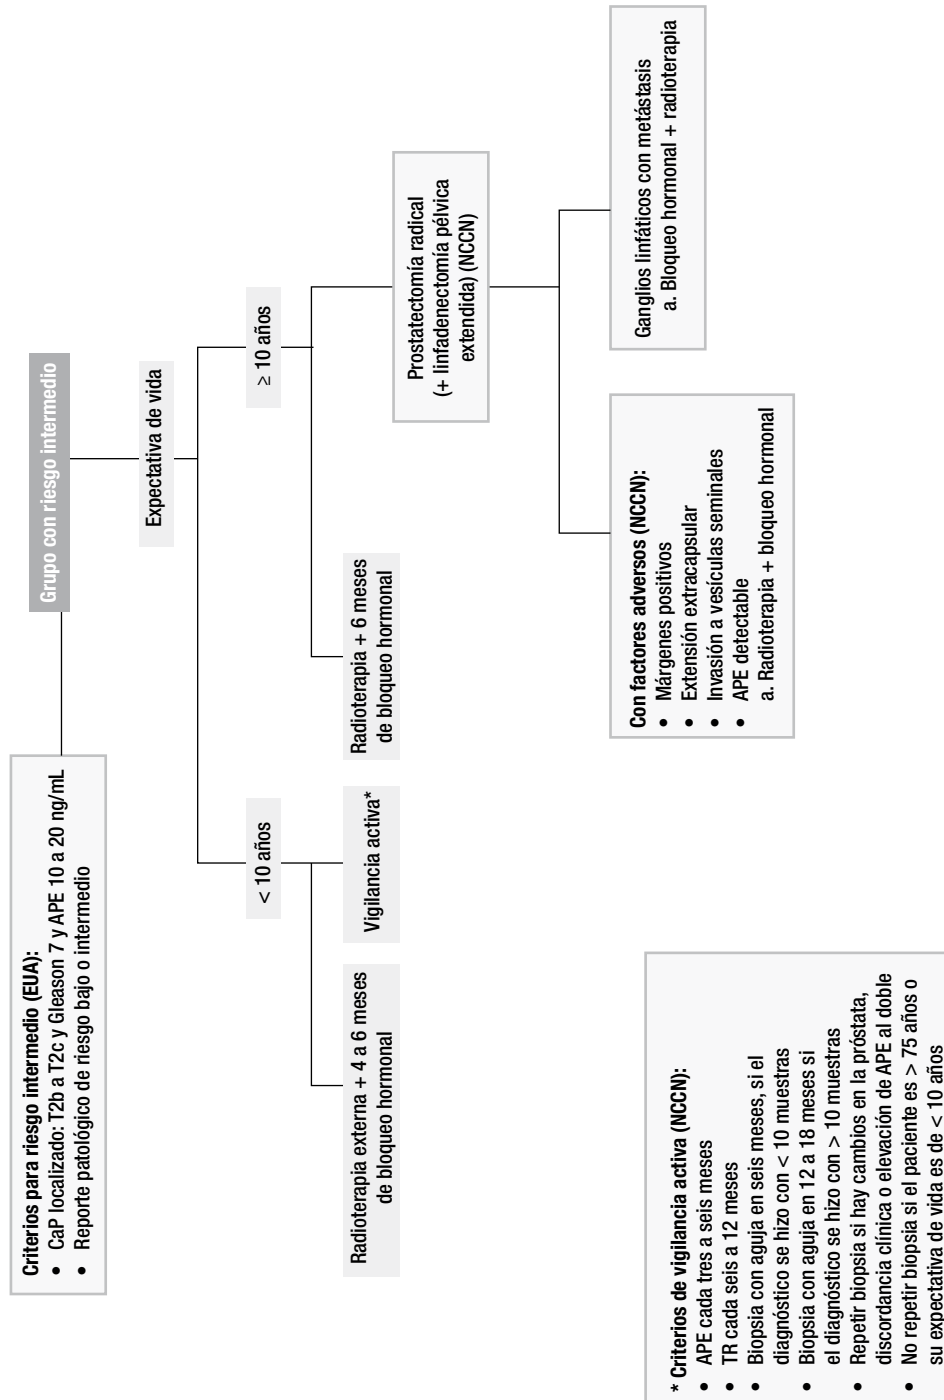 Grupo con riesgo intermedio
Criterios para riesgo intermedio (EUA):
• CaP localizado: T2b a T2c y Gleason 7 y APE 10 a 20 ng/mL
• Reporte patológico de riesgo bajo o intermedio
Expectativa de vida
< 10 años
≥ 10 años
Radioterapia externa + 4 a 6 meses
de bloqueo hormonal
Vigilancia activa*
Radioterapia + 6 meses
de bloqueo hormonal
Prostatectomía radical
(+ linfadenectomía pélvica
extendida) (NCCN)
Con factores adversos (NCCN):
• Márgenes positivos
• Extensión extracapsular
• Invasión a vesículas seminales
• APE detectable
a. Radioterapia + bloqueo hormonal
Ganglios linfáticos con metástasis
a. Bloqueo hormonal + radioterapia
* Criterios de vigilancia activa (NCCN):
• APE cada tres a seis meses
• TR cada seis a 12 meses
• Biopsia con aguja en seis meses, si el
diagnóstico se hizo con < 10 muestras
• Biopsia con aguja en 12 a 18 meses si
el diagnóstico se hizo con > 10 muestras
• Repetir biopsia si hay cambios en la próstata,
discordancia clínica o elevación de APE al doble
• No repetir biopsia si el paciente es > 75 años o
su expectativa de vida es de < 10 años